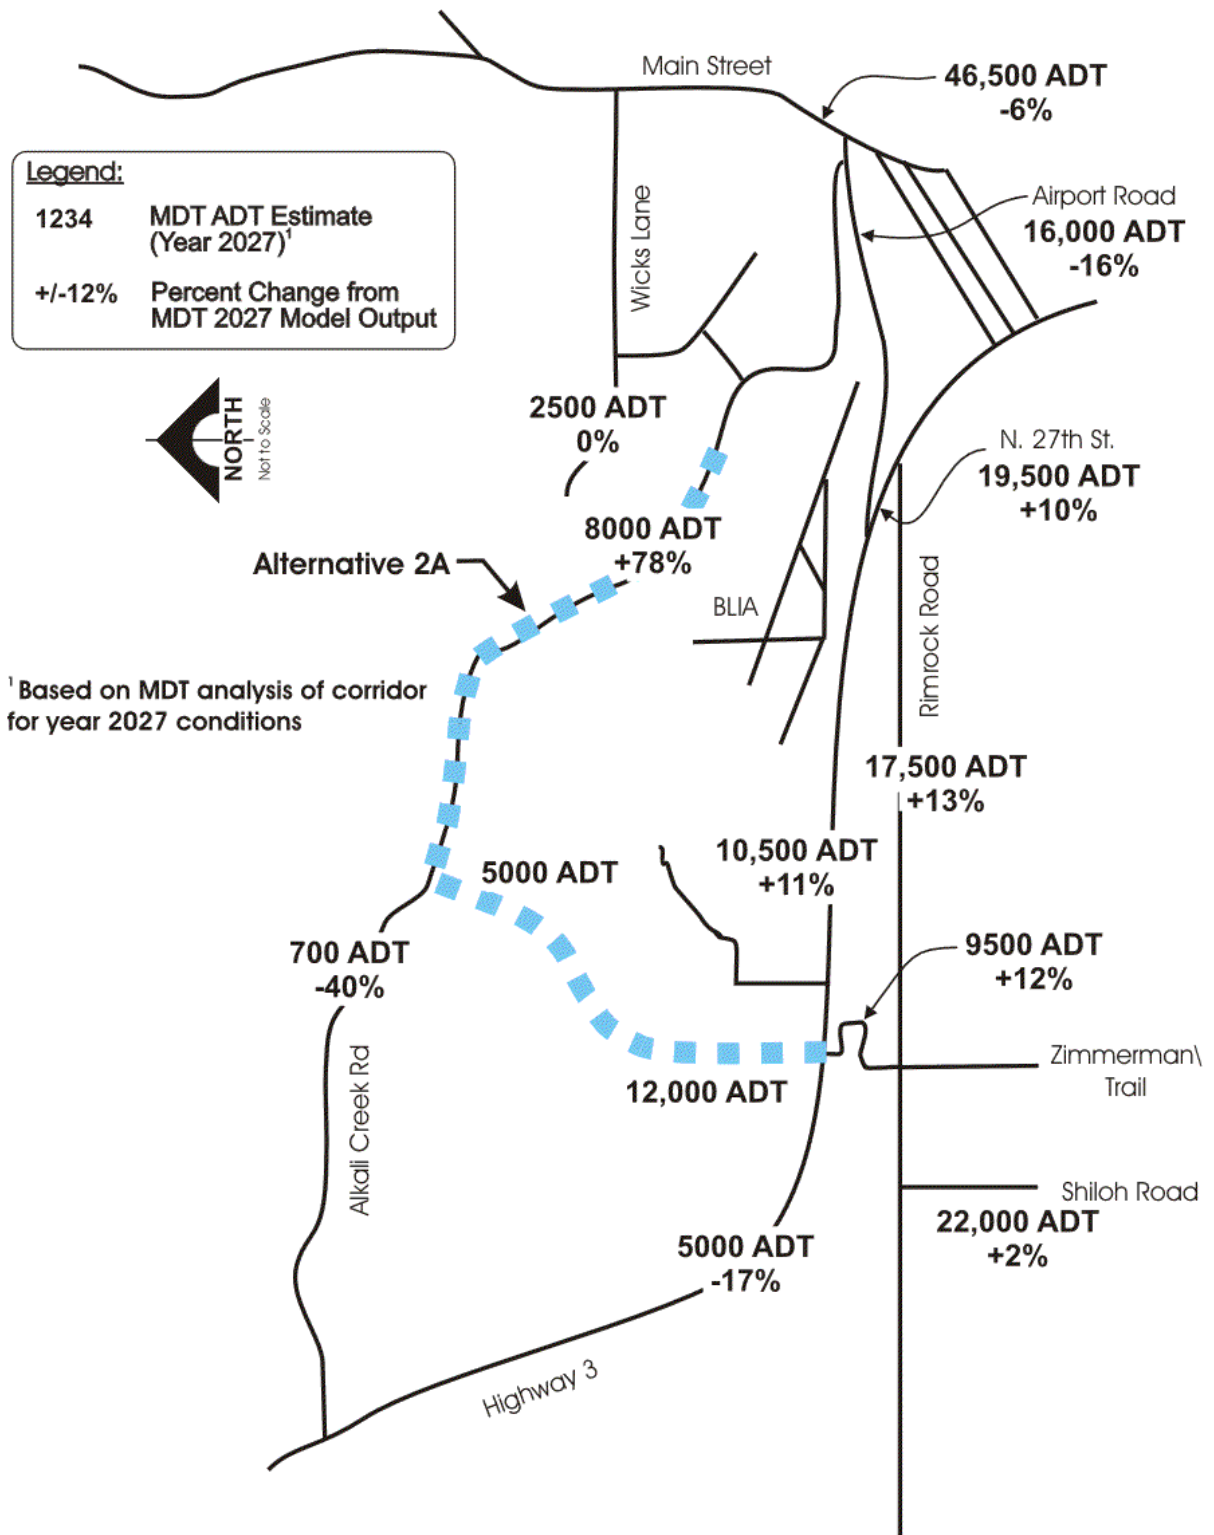 Main Street
46,500 ADT
-6%
Legend:
1234 MDT ADT Estimate
(Year 2027)¹
+/-12% Percent Change from
MDT 2027 Model Output
Wicks Lane
Airport Road
16,000 ADT
-16%
NORTH
Not to Scale
2500 ADT
0%
N. 27th St.
19,500 ADT
+10%
8000 ADT
+78%
Alternative 2A
BLIA
Rimrock Road
¹ Based on MDT analysis of corridor
for year 2027 conditions
17,500 ADT
+13%
10,500 ADT
+11%
5000 ADT
700 ADT
-40%
9500 ADT
+12%
Zimmerman\
Trail
12,000 ADT
Alkali Creek Rd
Shiloh Road
22,000 ADT
+2%
5000 ADT
-17%
Highway 3